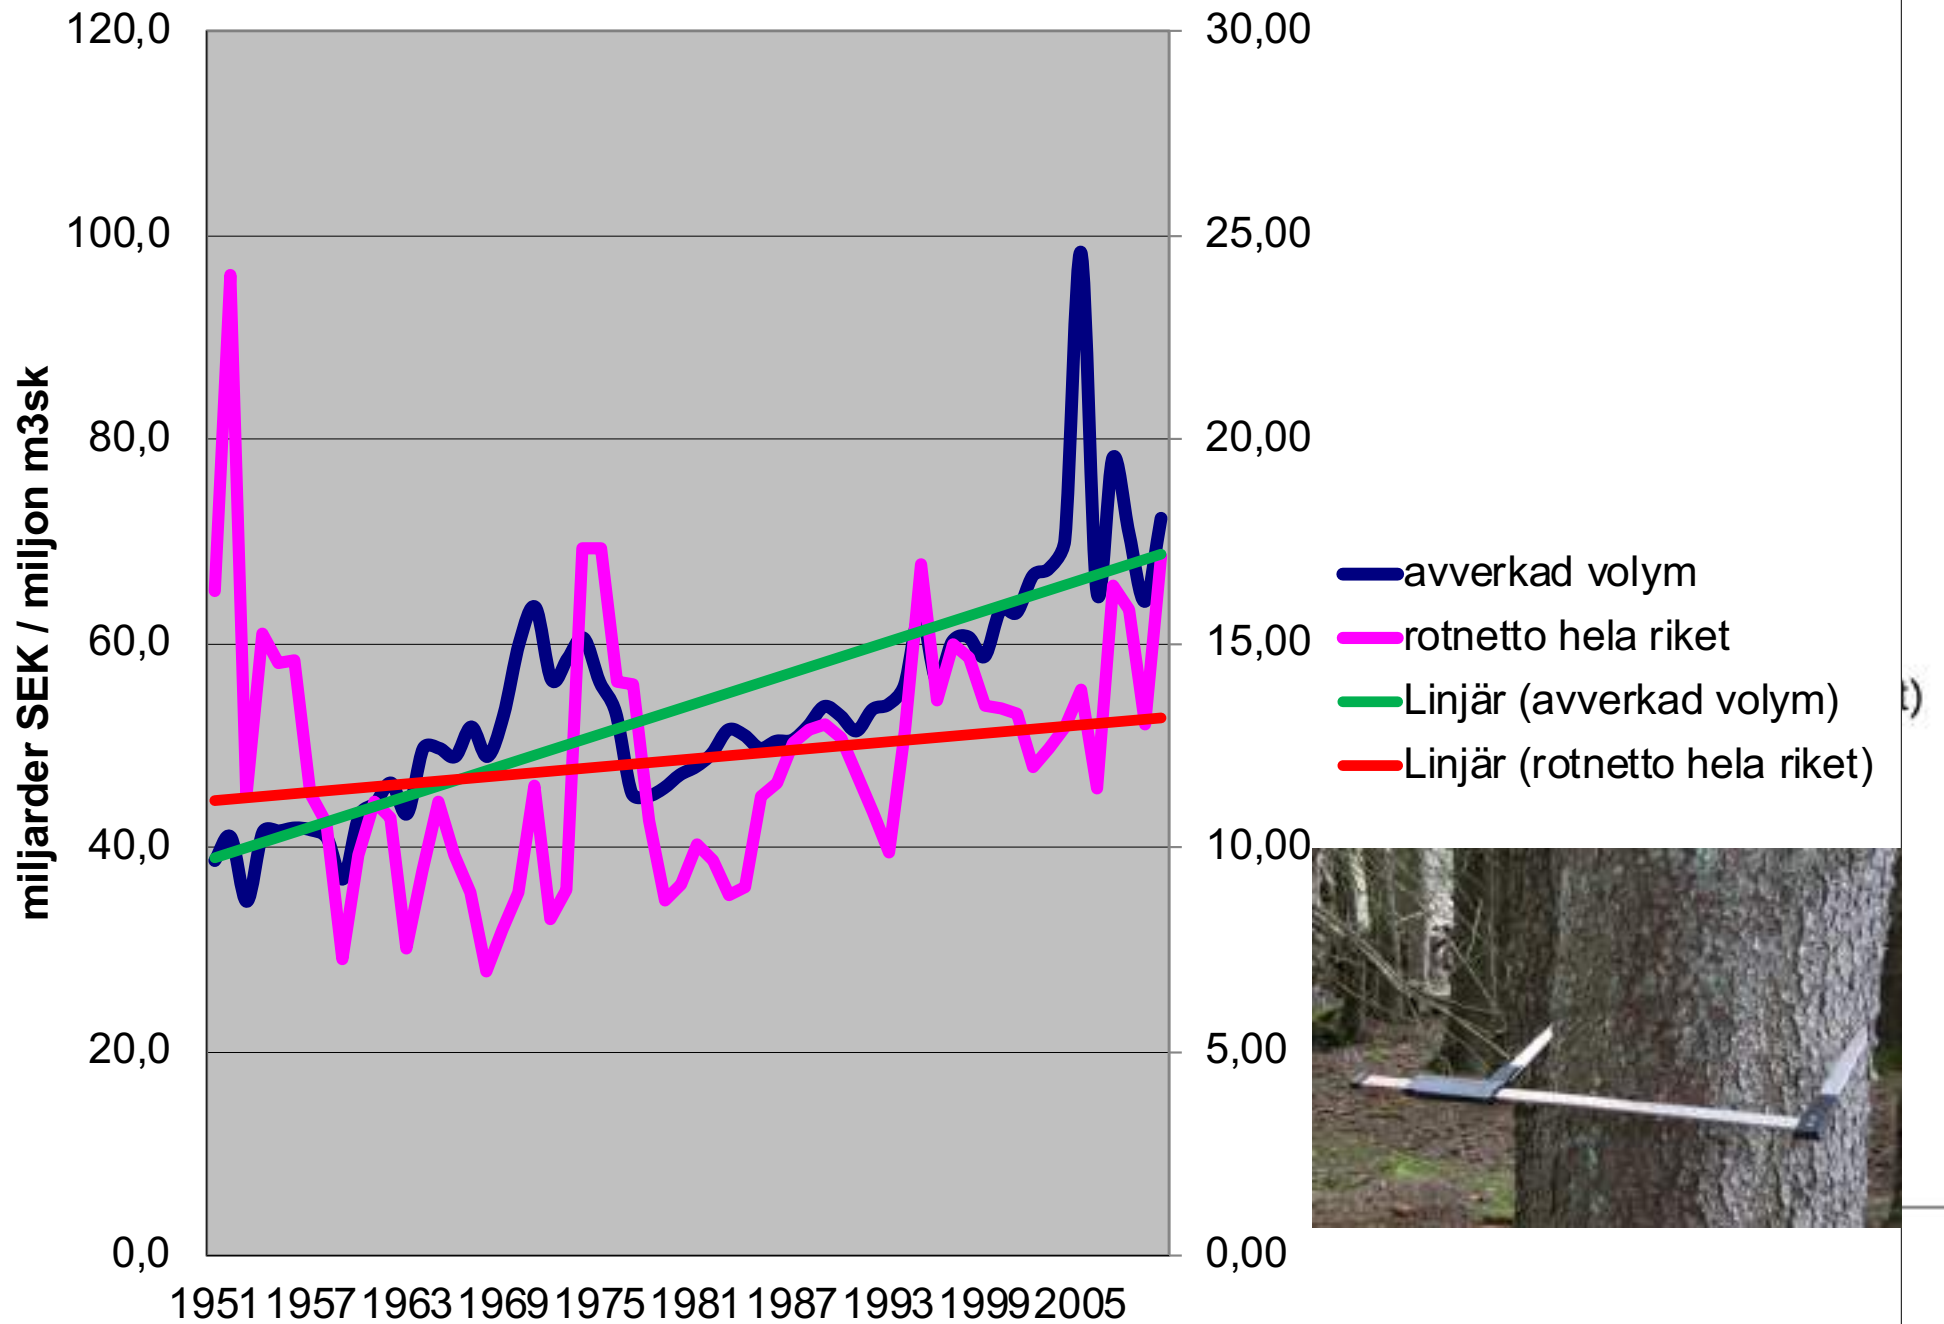 120,0
100,0
80,0
60,0
40,0
20,0
0,0
miljarder SEK / miljon m3sk
30,00
25,00
20,00
15,00
10,00
5,00
0,00
1951 1957 1963 1969 1975 1981 1987 1993 1999 2005
avverkad volym
rotnetto hela riket
Linjär (avverkad volym)
Linjär (rotnetto hela riket)